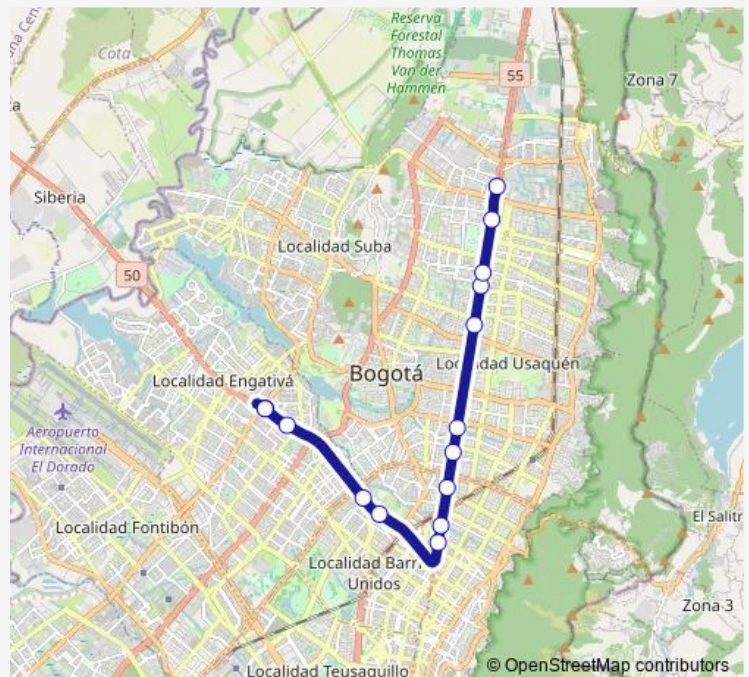 Reserva
Forestal
Thomas
Van der
Hammen
Cota
55
Zona 7
Siberia
Localidad Suba
50
Localidad Usaquén
Bogotá
Localidad Engativá
Aeropuerto
Internacional
El Dorado
El Salitr
Localidad Fontibón
Localidad Barri
Unidos
Zona 3
Localidad Teusaquillo
© OpenStreetMap contributors